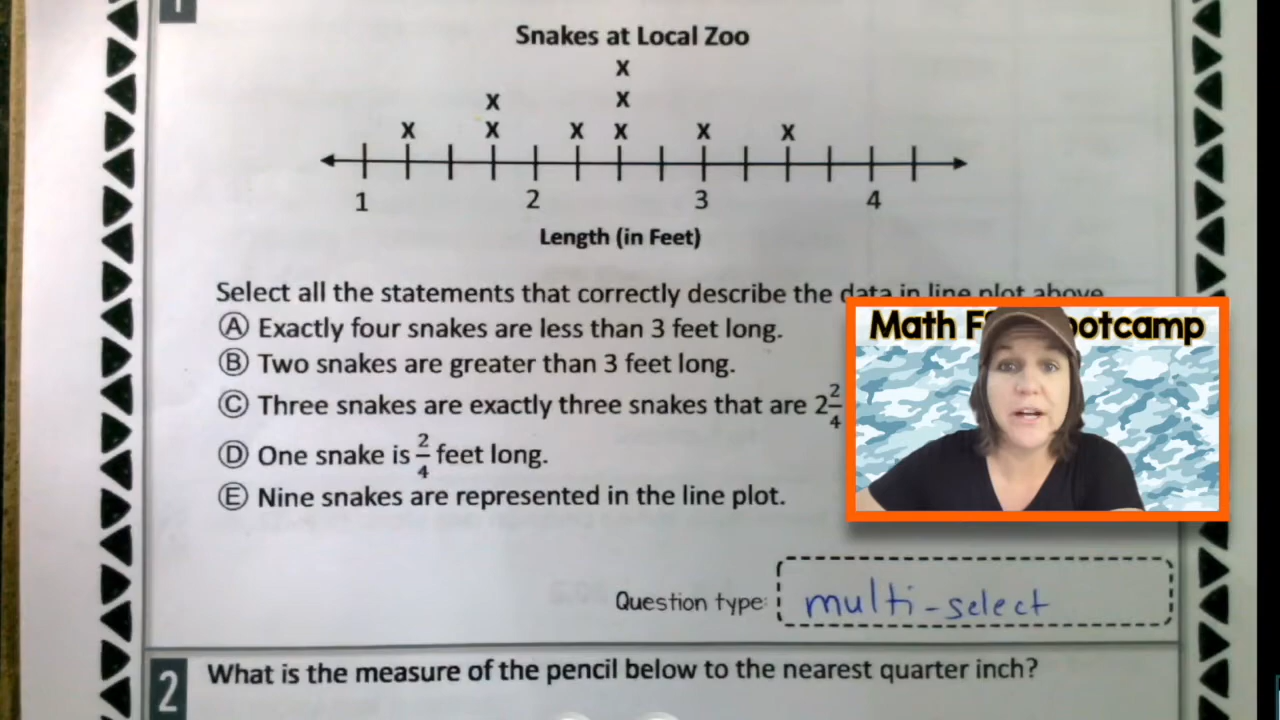 1
Snakes at Local Zoo
X
X
X
X X X X X X
1 2 3 4
Length (in Feet)
Select all the statements that correctly describe the data in line plot above
Ⓐ Exactly four snakes are less than 3 feet long.
Ⓑ Two snakes are greater than 3 feet long.
Ⓒ Three snakes are exactly three snakes that are 2 2/4
Ⓓ One snake is 2/4 feet long.
Ⓔ Nine snakes are represented in the line plot.
Math
Question type: multi-select
2 What is the measure of the pencil below to the nearest quarter inch?